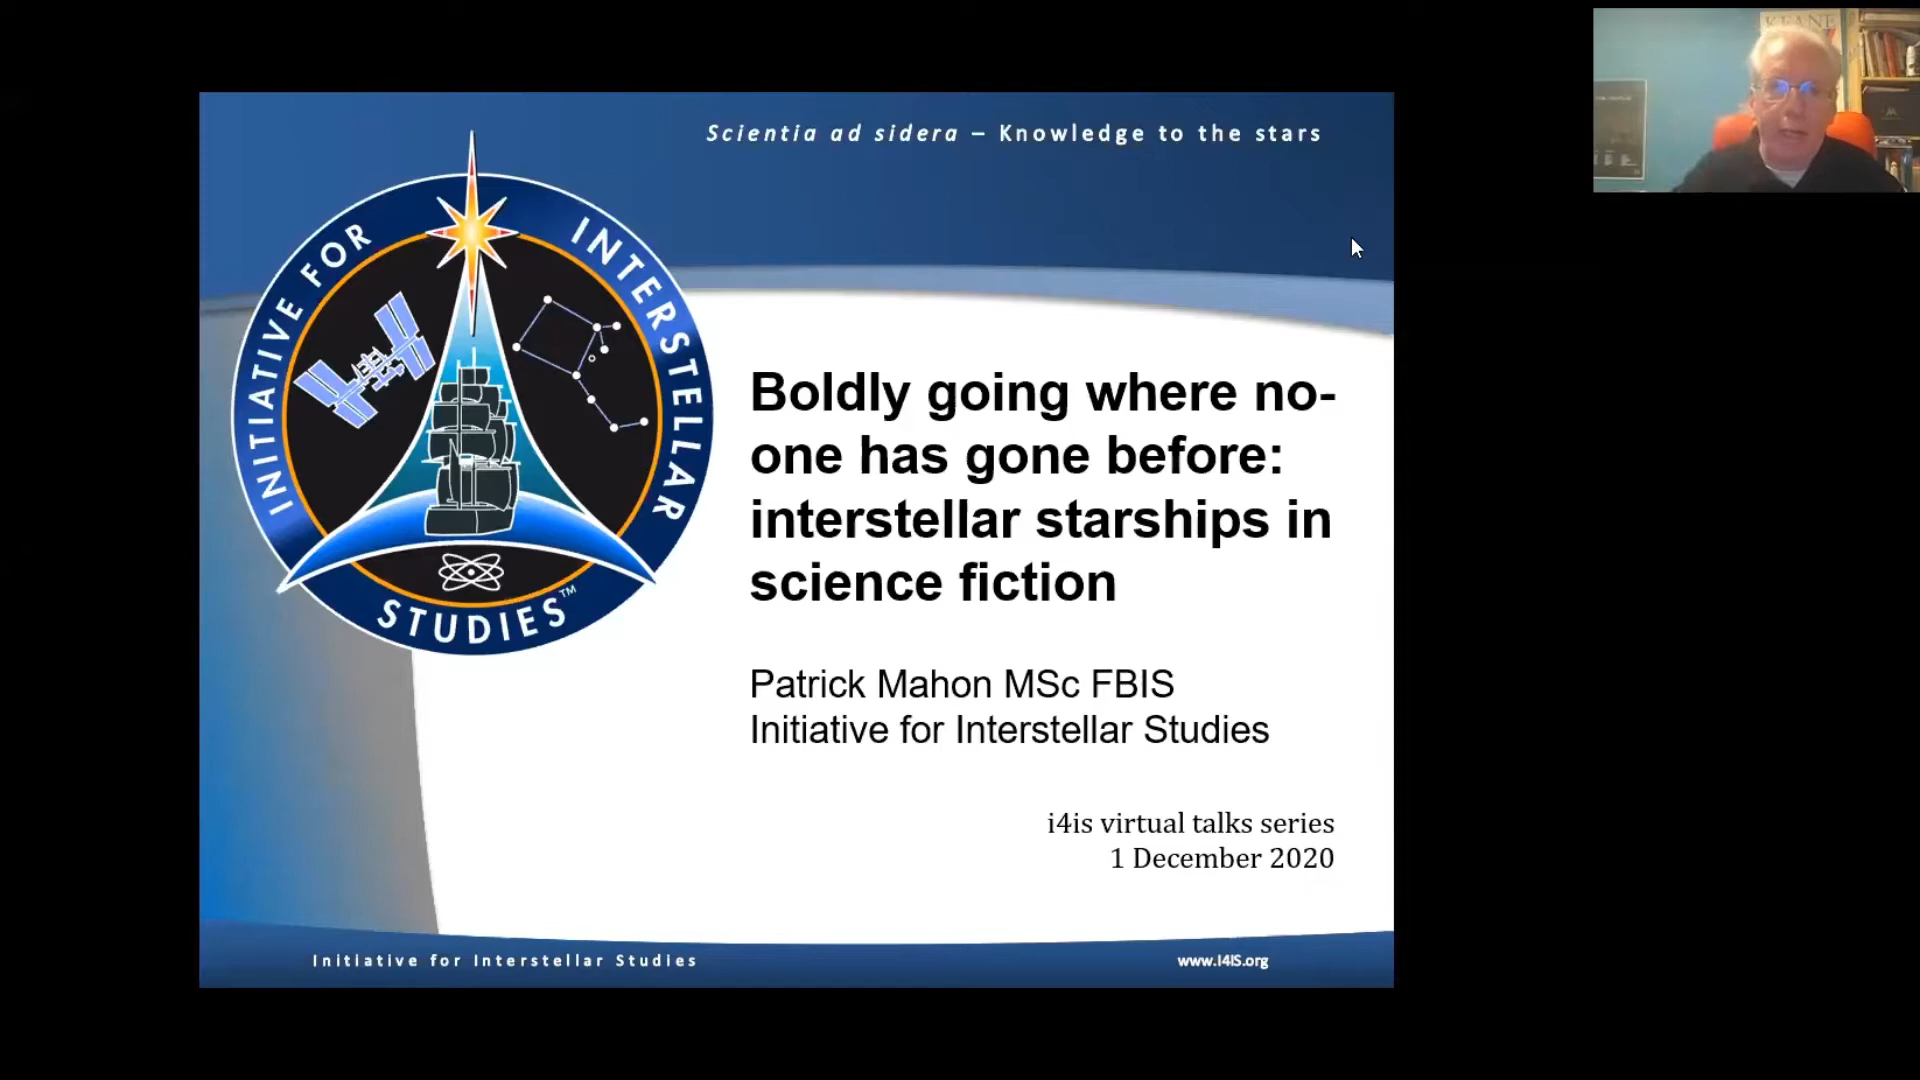 KEANE
Scientia ad sidera – Knowledge to the stars
INITIATIVE FOR INTERSTELLAR STUDIES™
Boldly going where no-
one has gone before:
interstellar starships in
science fiction
Patrick Mahon MSc FBIS
Initiative for Interstellar Studies
i4is virtual talks series
1 December 2020
Initiative for Interstellar Studies
www.I4IS.org